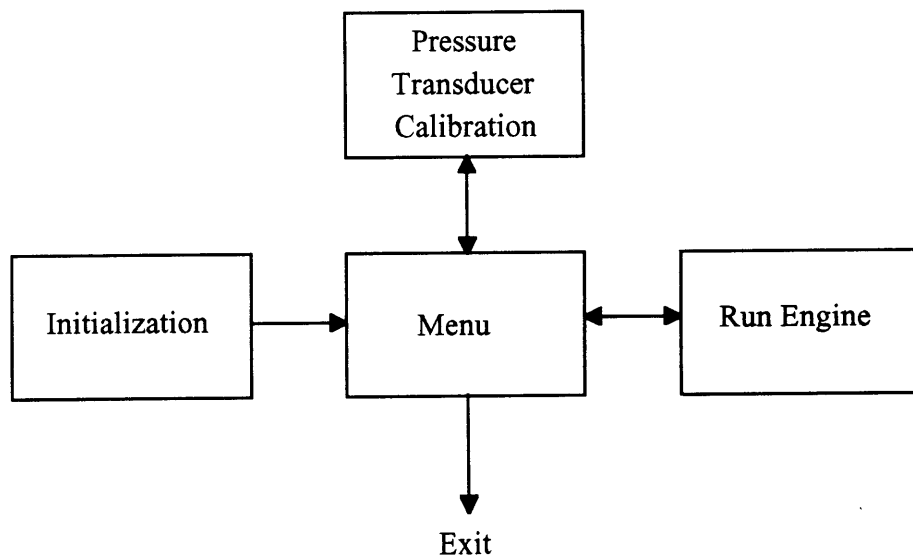 Pressure
Transducer
Calibration
Initialization
Menu
Run Engine
Exit